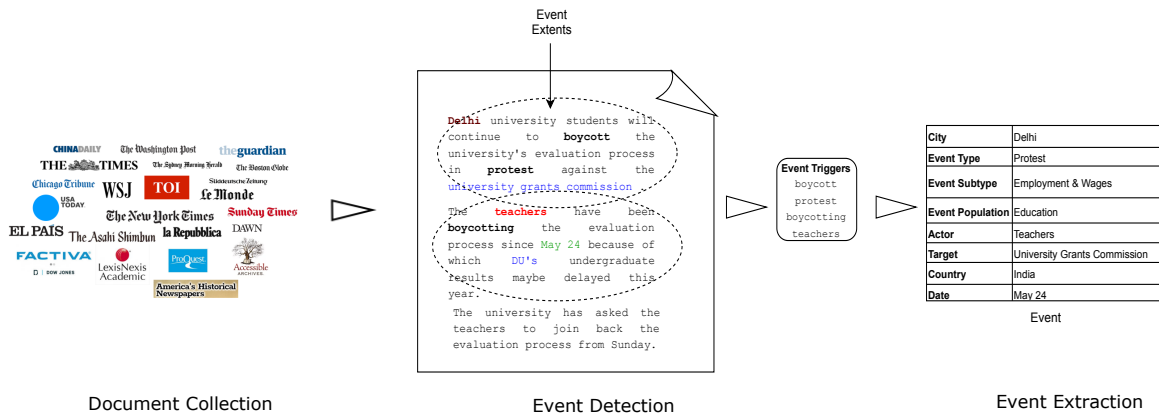 CHINADAILY The Washington Post theguardian
THE TIMES The Sydney Morning Herald The Boston Globe
Chicago Tribune WSJ TOI Süddeutsche Zeitung
Le Monde
USA TODAY
The New York Times Sunday Times
EL PAÍS The Asahi Shimbun la Repubblica DAWN
FACTIVA
DOW JONES
LexisNexis
Academic
ProQuest
Accessible
ARCHIVES
America's Historical
Newspapers
Document Collection
Event
Extents
Delhi university students will
continue to boycott the
university's evaluation process
in protest against the
university grants commission
The teachers have been
boycotting the evaluation
process since May 24 because of
which DU's undergraduate
results maybe delayed this
year.
The university has asked the
teachers to join back the
evaluation process from Sunday.
Event Detection
Event Triggers
boycott
protest
boycotting
teachers
City Delhi
Event Type Protest
Event Subtype Employment & Wages
Event Population Education
Actor Teachers
Target University Grants Commission
Country India
Date May 24
Event
Event Extraction